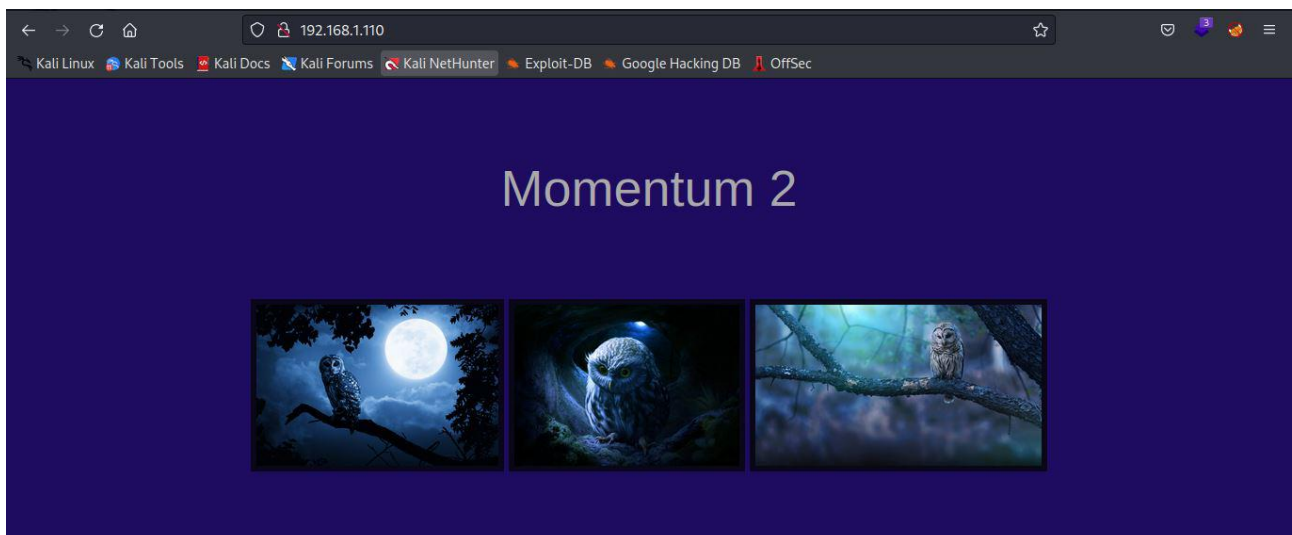 192.168.1.110
3
Kali Linux Kali Tools Kali Docs Kali Forums Kali NetHunter Exploit-DB Google Hacking DB OffSec
Momentum 2